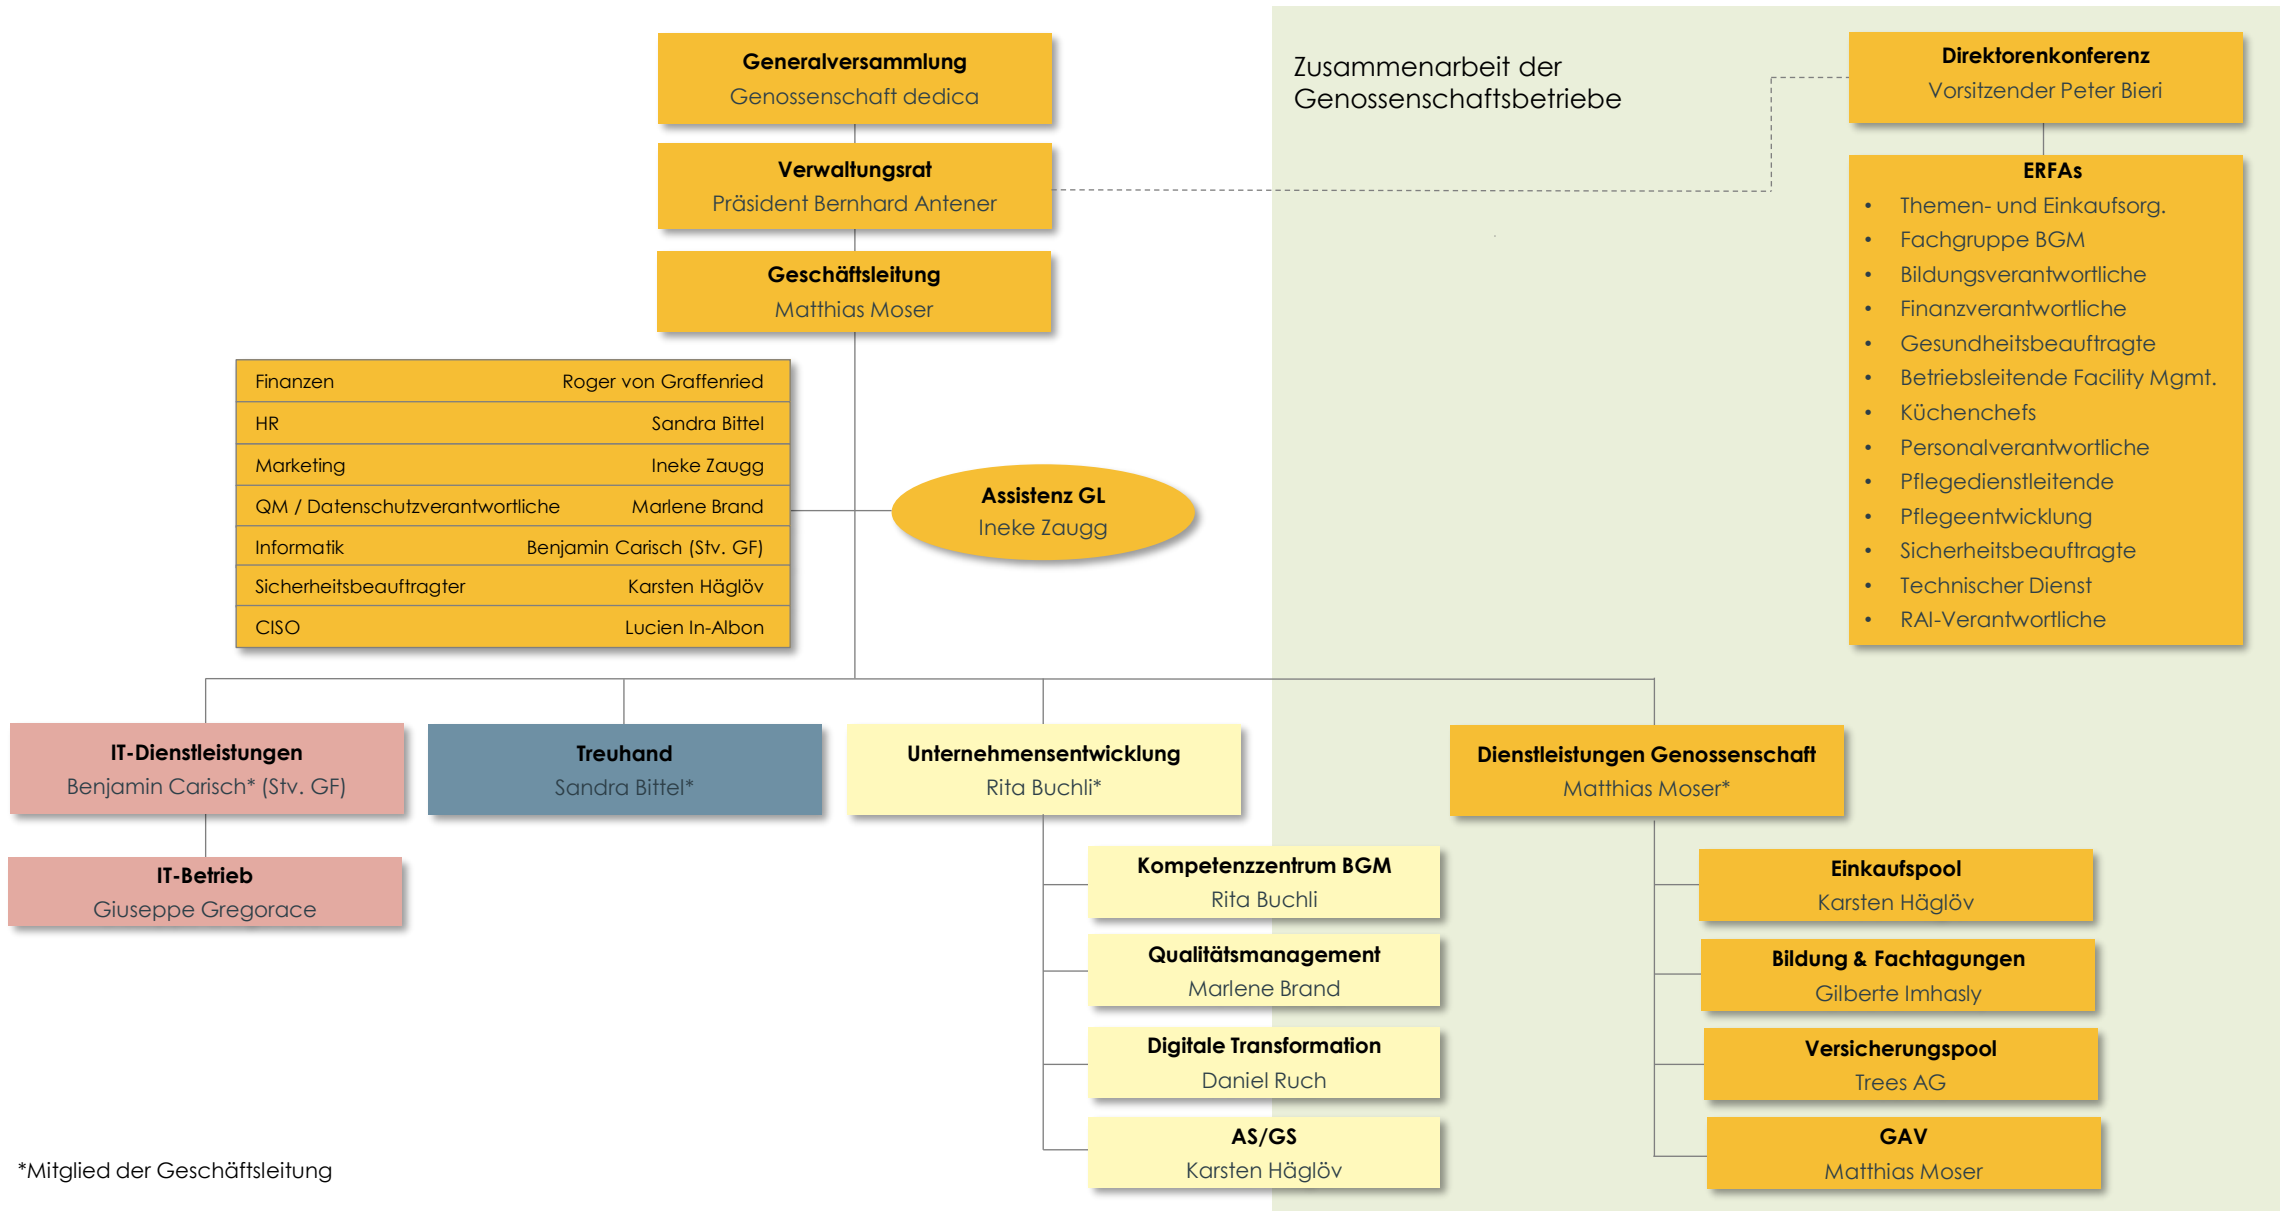 Generalversammlung
Genossenschaft dedica
Verwaltungsrat
Präsident Bernhard Antener
Geschäftsleitung
Matthias Moser
Zusammenarbeit der
Genossenschaftsbetriebe
Direktorenkonferenz
Vorsitzender Peter Bieri
ERFAs
• Themen- und Einkaufsorg.
• Fachgruppe BGM
• Bildungsverantwortliche
• Finanzverantwortliche
• Gesundheitsbeauftragte
• Betriebsleitende Facility Mgmt.
• Küchenchefs
• Personalverantwortliche
• Pflegedienstleitende
• Pflegeentwicklung
• Sicherheitsbeauftragte
• Technischer Dienst
• RAI-Verantwortliche
Finanzen Roger von Graffenried
HR Sandra Bittel
Marketing Ineke Zaugg
QM / Datenschutzverantwortliche Marlene Brand
Informatik Benjamin Carisch (Stv. GF)
Sicherheitsbeauftragter Karsten Häglöv
CISO Lucien In-Albon
Assistenz GL
Ineke Zaugg
IT-Dienstleistungen
Benjamin Carisch* (Stv. GF)
IT-Betrieb
Giuseppe Gregorace
Treuhand
Sandra Bittel*
Unternehmensentwicklung
Rita Buchli*
Kompetenzzentrum BGM
Rita Buchli
Qualitätsmanagement
Marlene Brand
Digitale Transformation
Daniel Ruch
AS/GS
Karsten Häglöv
Dienstleistungen Genossenschaft
Matthias Moser*
Einkaufspool
Karsten Häglöv
Bildung & Fachtagungen
Gilberte Imhasly
Versicherungspool
Trees AG
GAV
Matthias Moser
*Mitglied der Geschäftsleitung